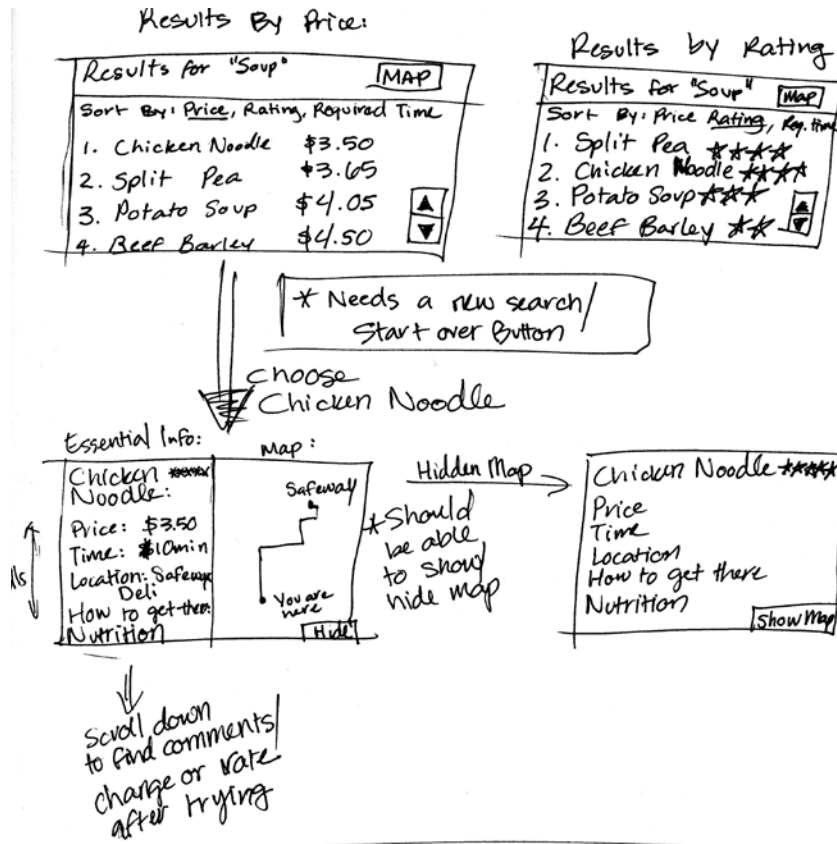 Results By Price:
Results for "Soup" MAP
Sort By: Price, Rating, Required Time
1. Chicken Noodle $3.50
2. Split Pea $3.65
3. Potato Soup $4.05
4. Beef Barley $4.50
Results by Rating
Results for "Soup" Map
Sort By: Price Rating, Req. time
1. Split Pea ★★★★
2. Chicken Noodle ★★★★
3. Potato Soup ★★★
4. Beef Barley ★★
* Needs a new search/
Start over Button
choose
Chicken Noodle
Essential Info:
Chicken ★★★★
Noodle:
Price: $3.50
Time: 10min
Location: Safeway
Deli
How to get there:
Nutrition
Map:
Safeway
You are
here
Hide
* Should
be able
to show
hide map
Hidden Map
Chicken Noodle ★★★★
Price
Time
Location
How to get there
Nutrition
Show Map
Scroll down
to find comments/
change or rate
after trying